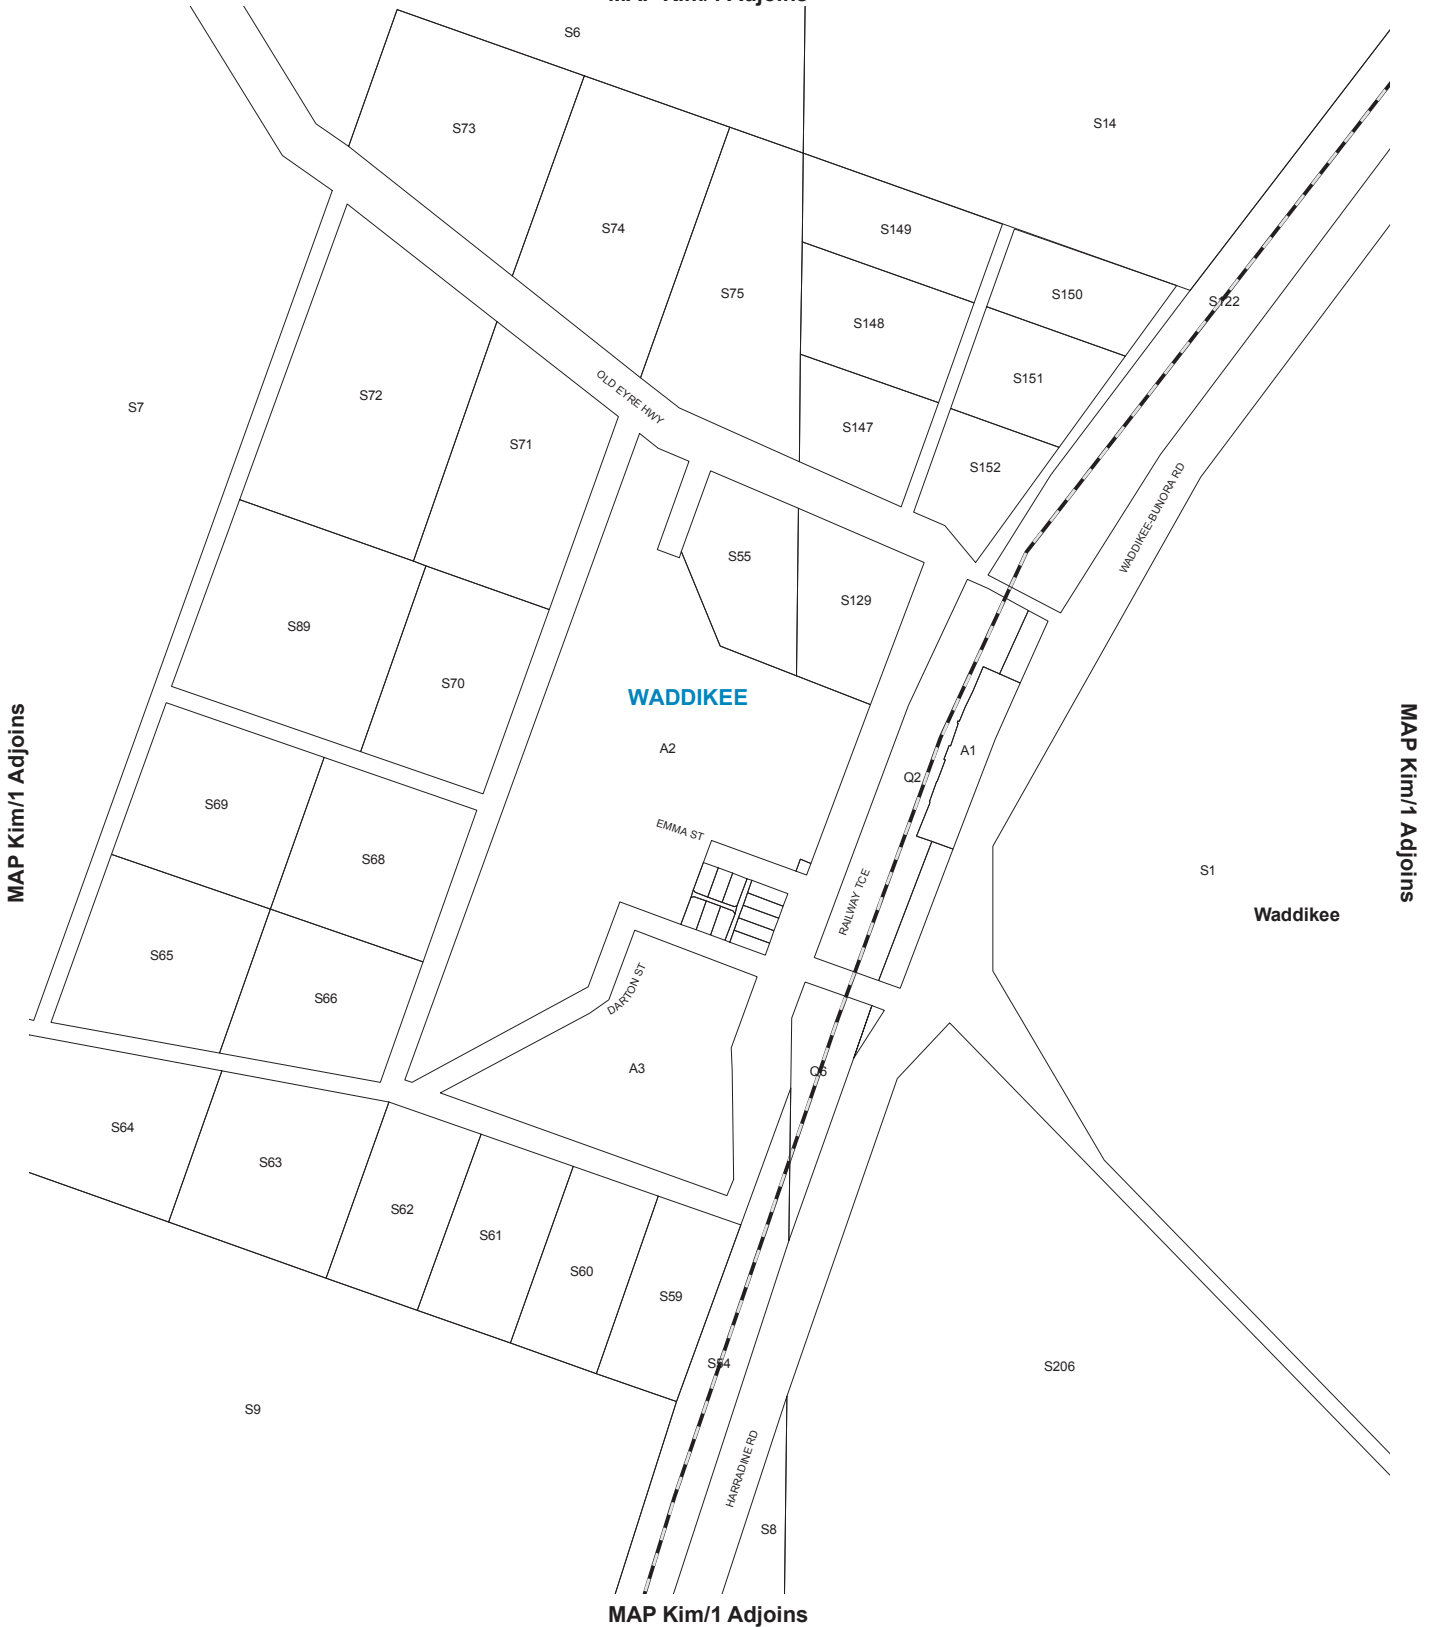 MAP Kim/1 Adjoins
S6
S14
S73
S74
S149
S75
S150
S122
S148
S151
OLD EYRE HWY
S72
S7
S147
S71
S152
WADDIKEE-BUNORA RD
S55
S129
S89
S70
WADDIKEE
A2
A1
Q2
MAP Kim/1 Adjoins
MAP Kim/1 Adjoins
S69
EMMA ST
S68
S1
RAILWAY TCE
Waddikee
S65
S66
DARTON ST
A3
Q6
S64
S63
S62
S61
S60
S59
S54
S206
S9
HARRADINE RD
S8
MAP Kim/1 Adjoins